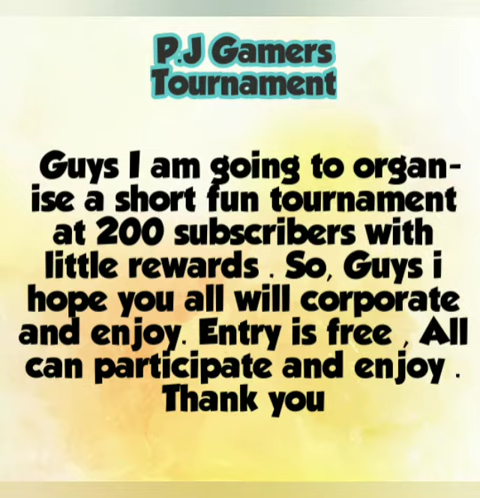 P.J Gamers
Tournament
Guys I am going to organ-
ise a short fun tournament
at 200 subscribers with
little rewards . So, Guys i
hope you all will corporate
and enjoy. Entry is free , All
can participate and enjoy .
Thank you